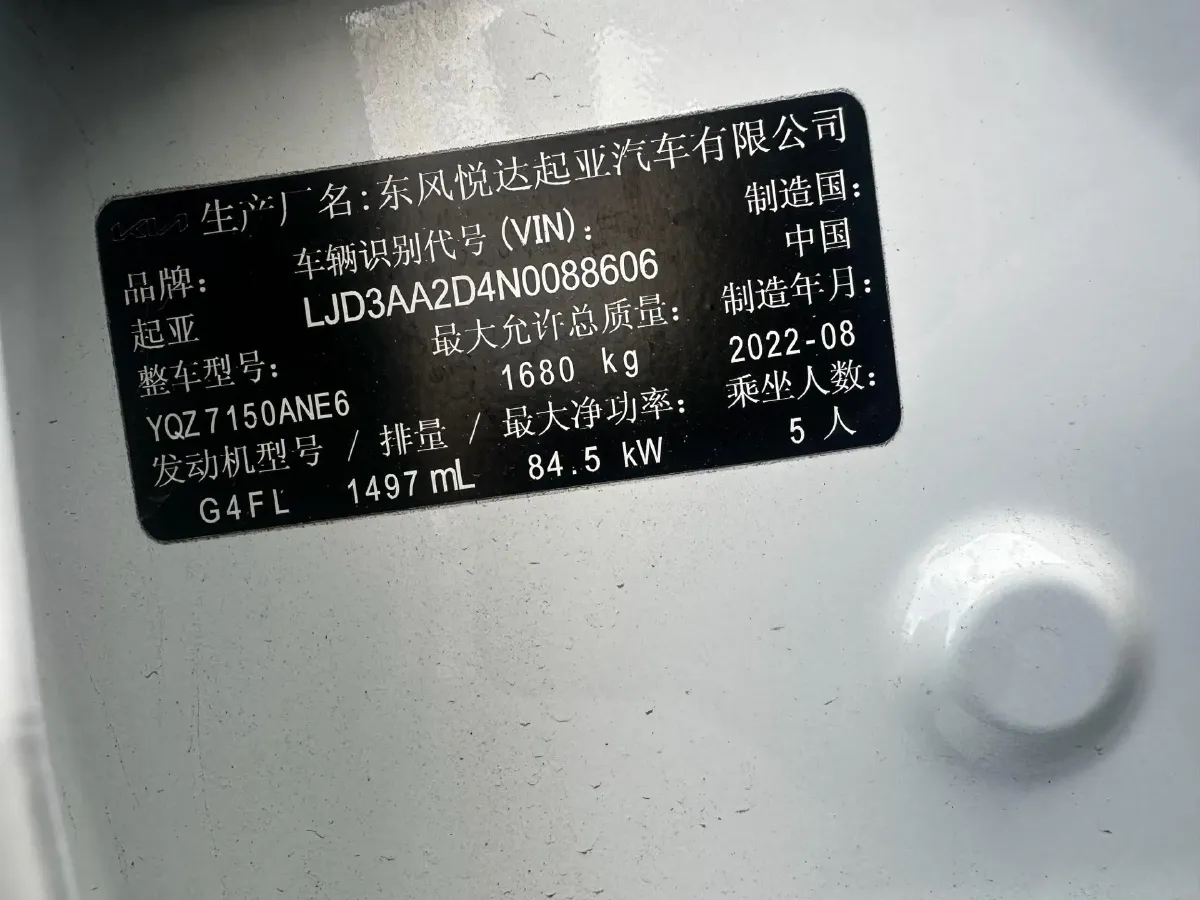 KIA 生产厂名：东风悦达起亚汽车有限公司
品牌： 车辆识别代号 (VIN)： 制造国：
起亚 LJD3AA2D4N0088606 中国
整车型号： 最大允许总质量： 制造年月：
YQZ7150ANE6 1680 kg 2022-08
发动机型号 / 排量 / 最大净功率： 乘坐人数：
G4FL 1497 mL 84.5 kW 5 人